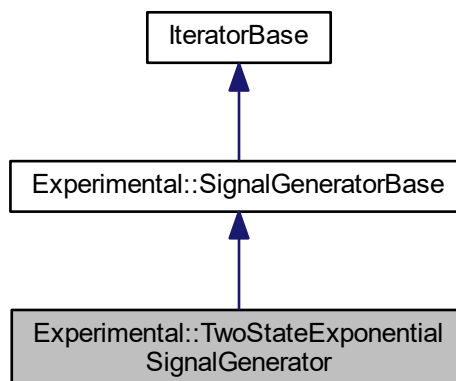 IteratorBase
Experimental::SignalGeneratorBase
Experimental::TwoStateExponential
SignalGenerator